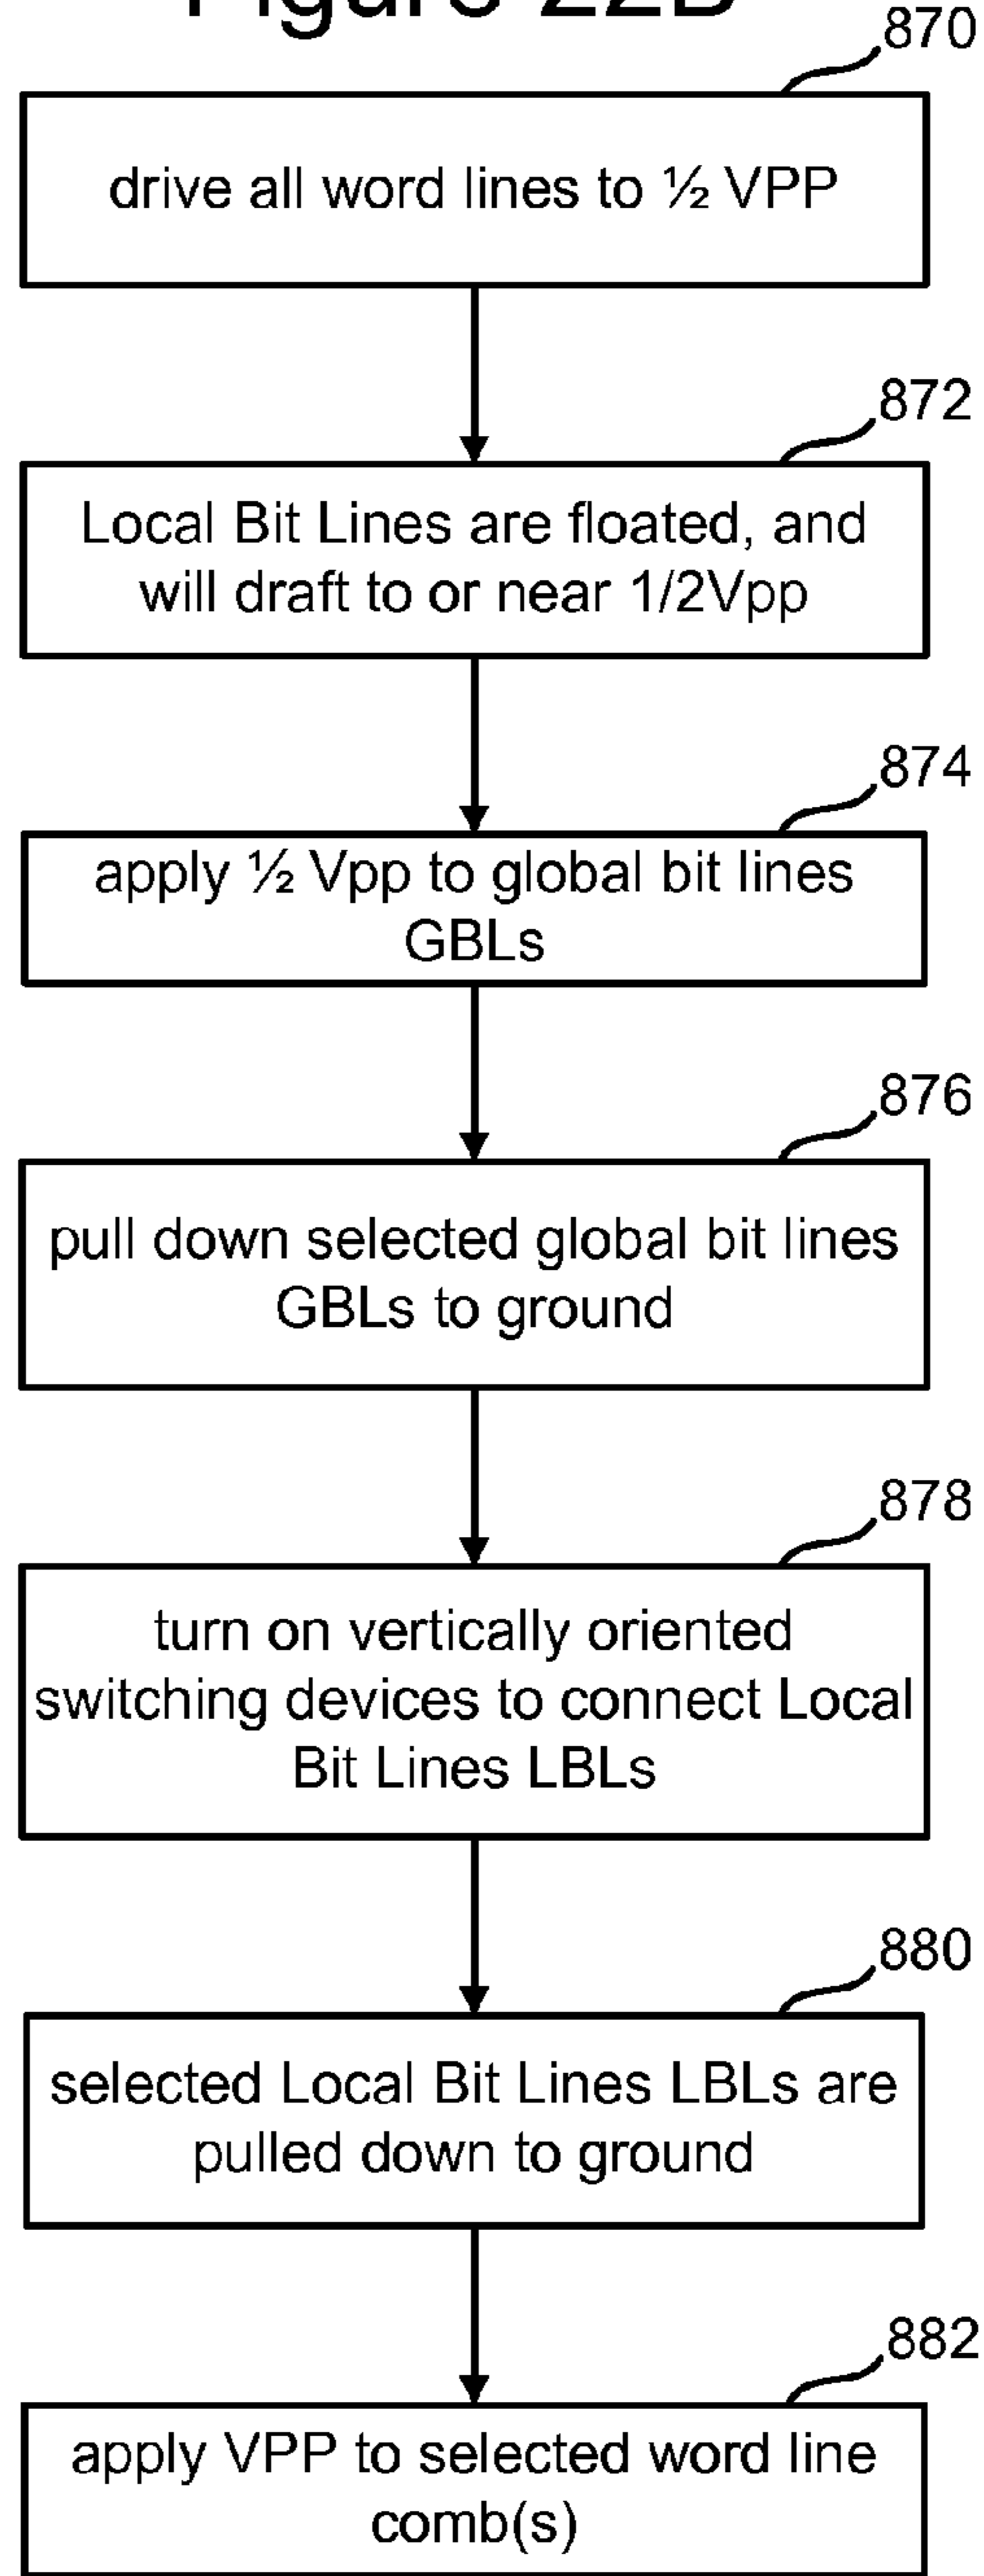 Figure 22B
870
drive all word lines to ½ VPP
872
Local Bit Lines are floated, and
will draft to or near 1/2Vpp
874
apply ½ Vpp to global bit lines
GBLs
876
pull down selected global bit lines
GBLs to ground
878
turn on vertically oriented
switching devices to connect Local
Bit Lines LBLs
880
selected Local Bit Lines LBLs are
pulled down to ground
882
apply VPP to selected word line
comb(s)